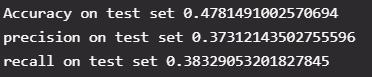 Accuracy on test set 0.4781491002570694
precision on test set 0.37312143502755596
recall on test set 0.38329053201827845